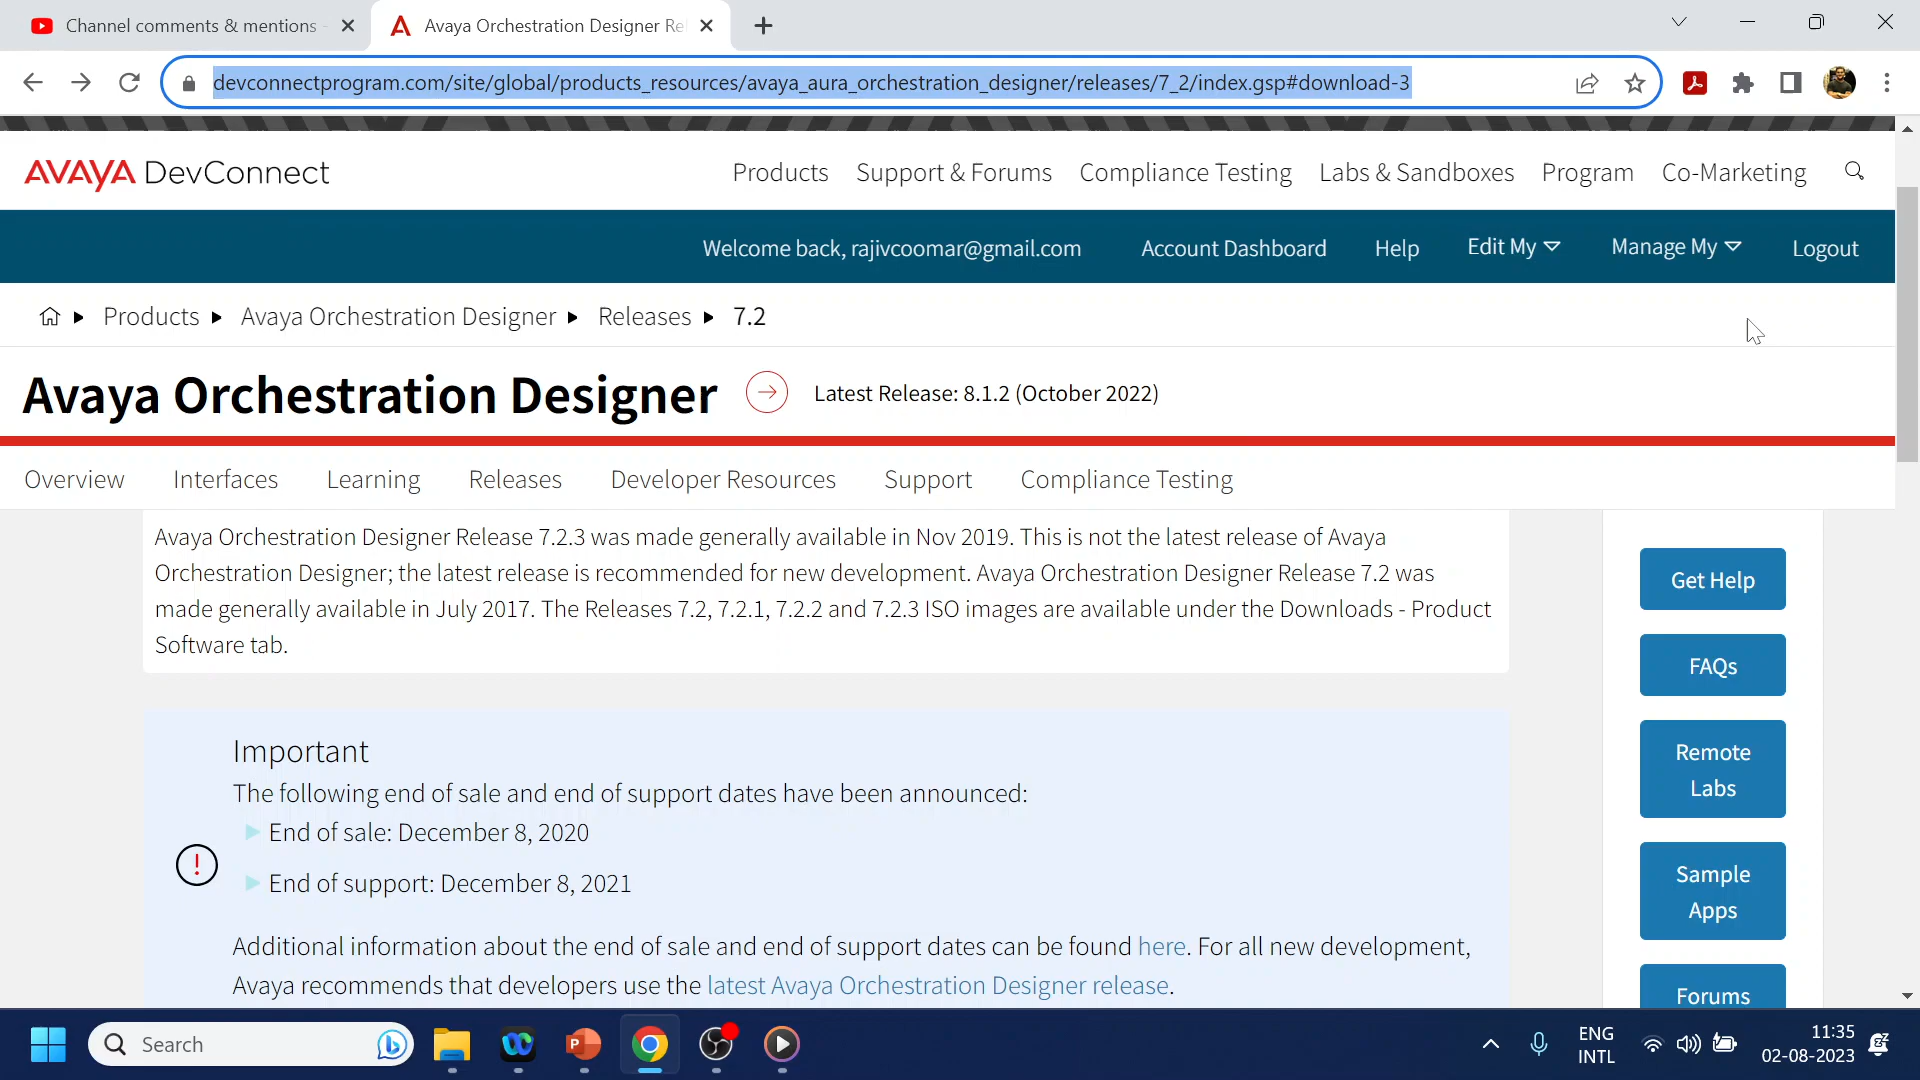 Channel comments & mentions -
Avaya Orchestration Designer Re
devconnectprogram.com/site/global/products_resources/avaya_aura_orchestration_designer/releases/7_2/index.gsp#download-3
AVAYA DevConnect
Products Support & Forums Compliance Testing Labs & Sandboxes Program Co-Marketing
Welcome back, rajivcoomar@gmail.com Account Dashboard Help Edit My Manage My Logout
Products Avaya Orchestration Designer Releases 7.2
Avaya Orchestration Designer Latest Release: 8.1.2 (October 2022)
Overview Interfaces Learning Releases Developer Resources Support Compliance Testing
Avaya Orchestration Designer Release 7.2.3 was made generally available in Nov 2019. This is not the latest release of Avaya
Orchestration Designer; the latest release is recommended for new development. Avaya Orchestration Designer Release 7.2 was
made generally available in July 2017. The Releases 7.2, 7.2.1, 7.2.2 and 7.2.3 ISO images are available under the Downloads - Product
Software tab.
Get Help
FAQs
Remote
Labs
Sample
Apps
Forums
Important
The following end of sale and end of support dates have been announced:
End of sale: December 8, 2020
End of support: December 8, 2021
Additional information about the end of sale and end of support dates can be found here. For all new development,
Avaya recommends that developers use the latest Avaya Orchestration Designer release.
Search
ENG
INTL
11:35
02-08-2023